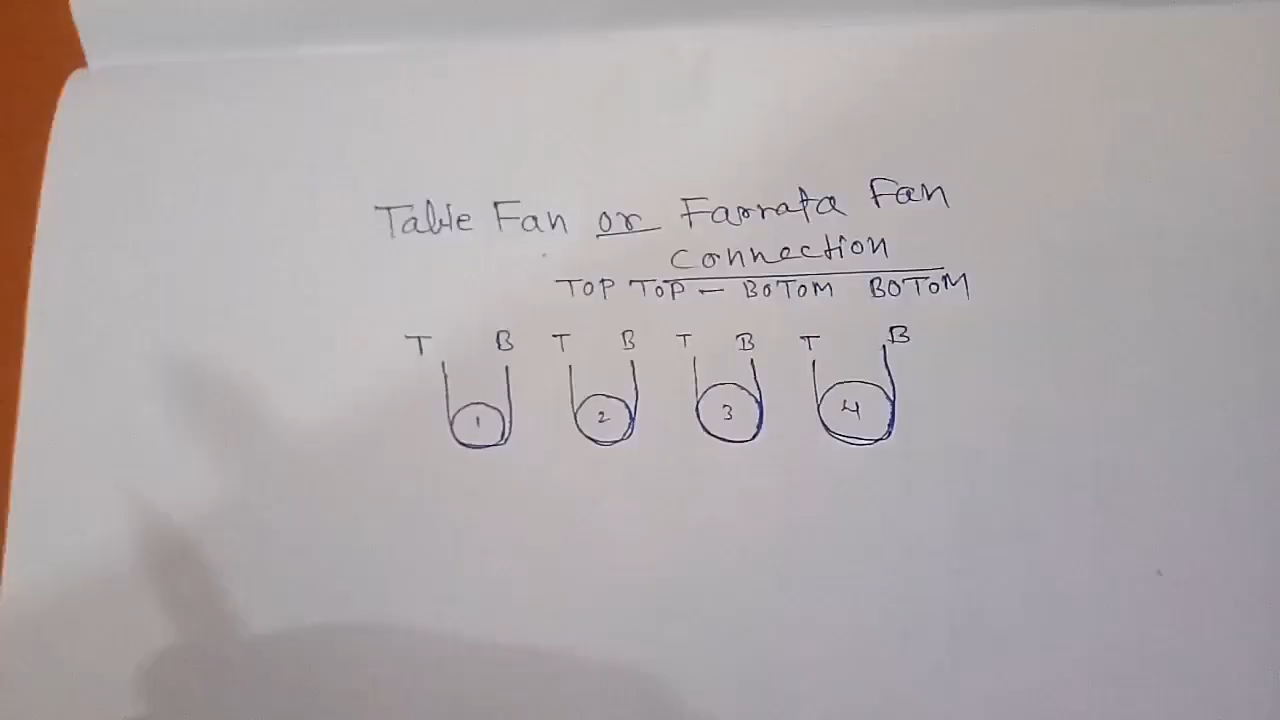 Table Fan or Farrata Fan
Connection
TOP TOP - BOTOM BOTOM
T B T B T B T B
1 2 3 4